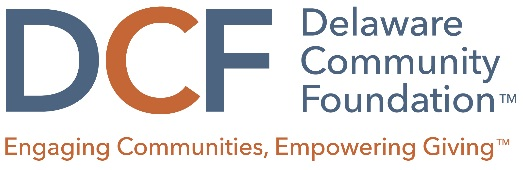 DCF
Delaware
Community
Foundation™
Engaging Communities, Empowering Giving™